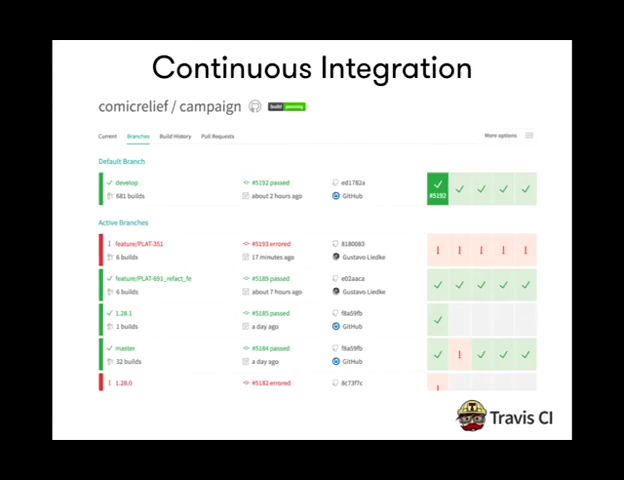 Continuous Integration
comicrelief / campaign build passing
Current Branches Build History Pull Requests More options
Default Branch
develop #5192 passed ed1782a
681 builds about 2 hours ago GitHub #5192
Active Branches
feature/PLAT-351 #5193 errored 8180083
6 builds 17 minutes ago Gustavo Liedke
feature/PLAT-691_refact_fe #5189 passed e02aaca
6 builds about 7 hours ago Gustavo Liedke
1.28.1 #5185 passed f8a59fb
1 builds a day ago GitHub
master #5184 passed f8a59fb
32 builds a day ago GitHub
1.28.0 #5182 errored 8c73f7c
Travis CI